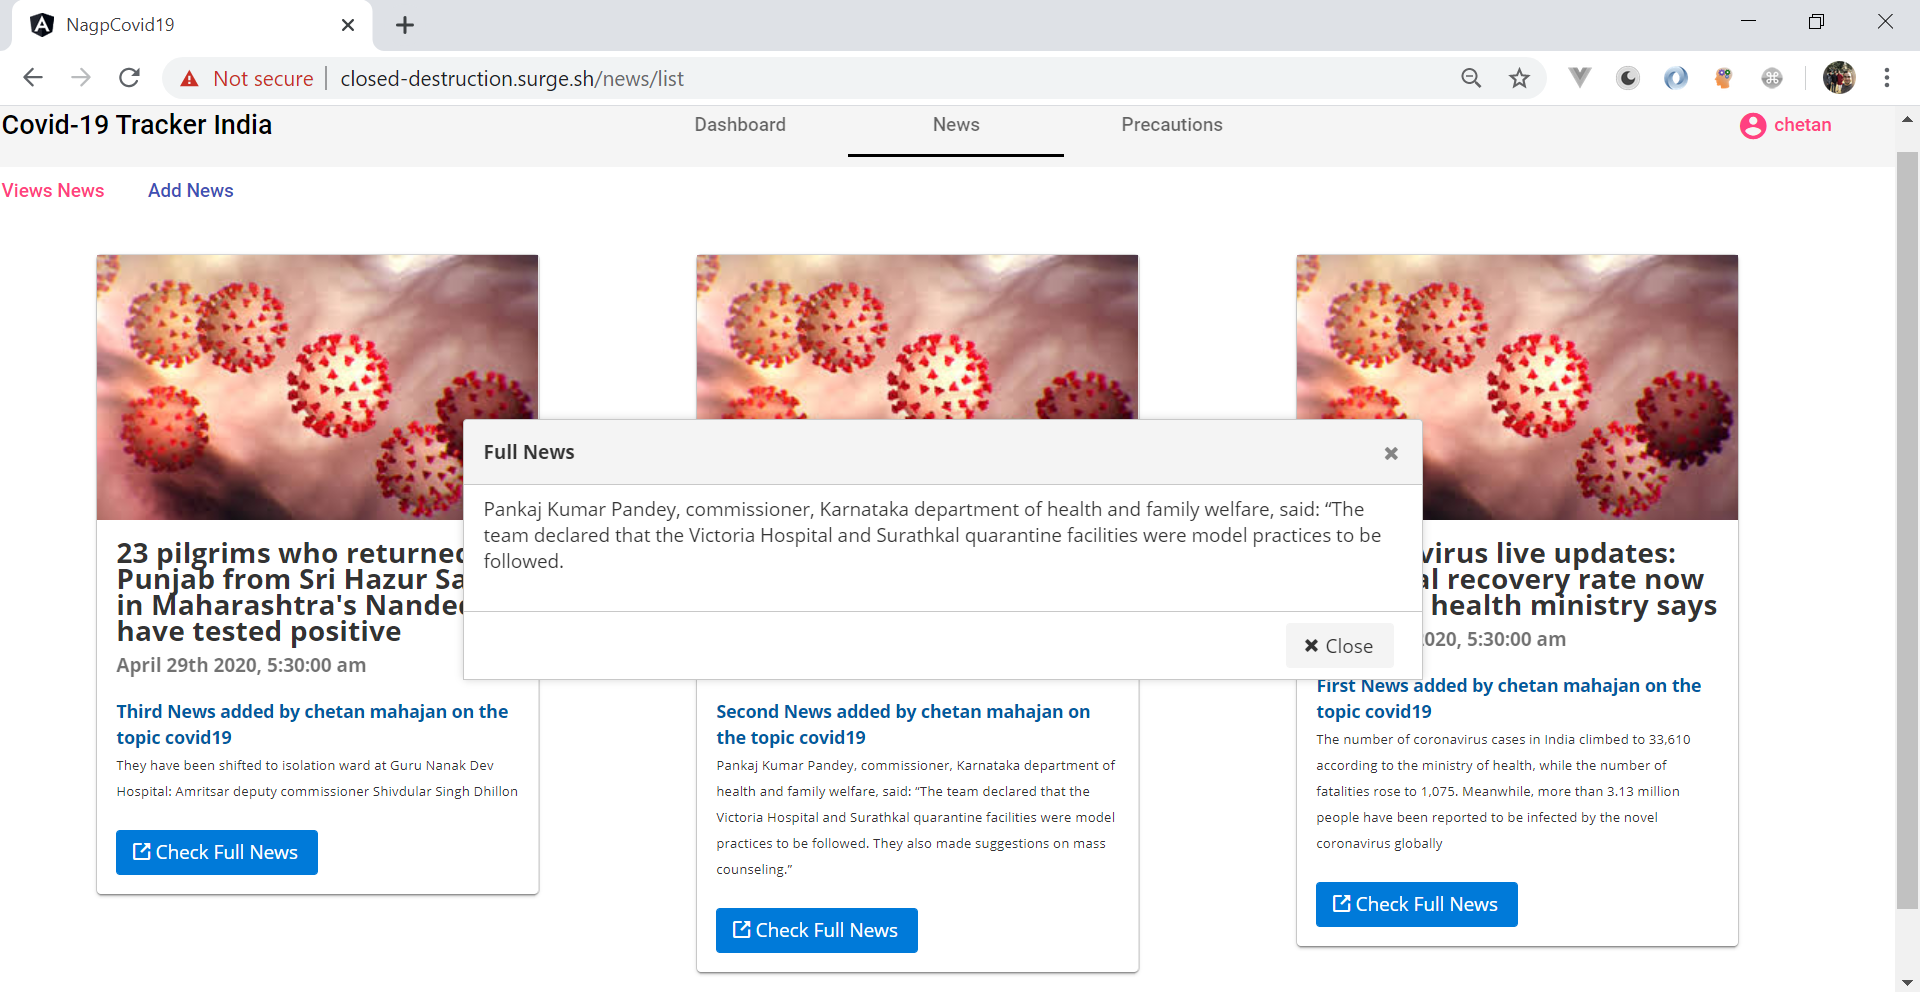 NagpCovid19
Not secure
closed-destruction.surge.sh/news/list
Covid-19 Tracker India
Dashboard
News
Precautions
chetan
Views News
Add News
Full News
Pankaj Kumar Pandey, commissioner, Karnataka department of health and family welfare, said: “The
team declared that the Victoria Hospital and Surathkal quarantine facilities were model practices to be
followed.
Close
23 pilgrims who returned
Punjab from Sri Hazur Sa
in Maharashtra's Nande
have tested positive
April 29th 2020, 5:30:00 am
Third News added by chetan mahajan on the
topic covid19
They have been shifted to isolation ward at Guru Nanak Dev
Hospital: Amritsar deputy commissioner Shivdular Singh Dhillon
Check Full News
Second News added by chetan mahajan on
the topic covid19
Pankaj Kumar Pandey, commissioner, Karnataka department of
health and family welfare, said: “The team declared that the
Victoria Hospital and Surathkal quarantine facilities were model
practices to be followed. They also made suggestions on mass
counseling.”
Check Full News
virus live updates:
al recovery rate now
health ministry says
2020, 5:30:00 am
First News added by chetan mahajan on the
topic covid19
The number of coronavirus cases in India climbed to 33,610
according to the ministry of health, while the number of
fatalities rose to 1,075. Meanwhile, more than 3.13 million
people have been reported to be infected by the novel
coronavirus globally
Check Full News